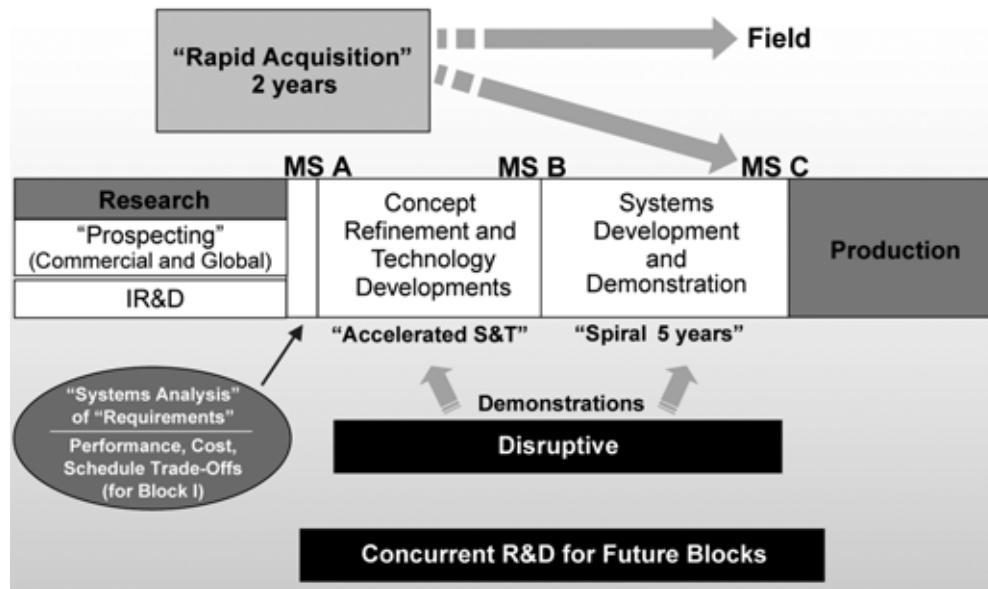 “Rapid Acquisition”
2 years
Field
MS A
MS B
MS C
Research
“Prospecting”
(Commercial and Global)
IR&D
Concept
Refinement and
Technology
Developments
Systems
Development
and
Demonstration
Production
“Accelerated S&T”
“Spiral 5 years”
“Systems Analysis”
of “Requirements”
Performance, Cost,
Schedule Trade-Offs
(for Block I)
Demonstrations
Disruptive
Concurrent R&D for Future Blocks